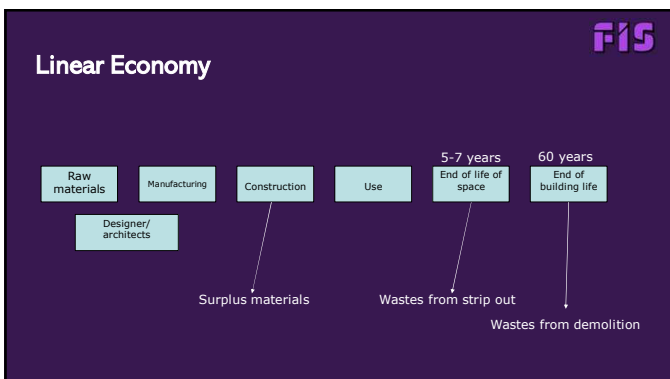 FIS
Linear Economy
5-7 years
60 years
Raw
materials
Manufacturing
Construction
Use
End of life of
space
End of
building life
Designer/
architects
Surplus materials
Wastes from strip out
Wastes from demolition